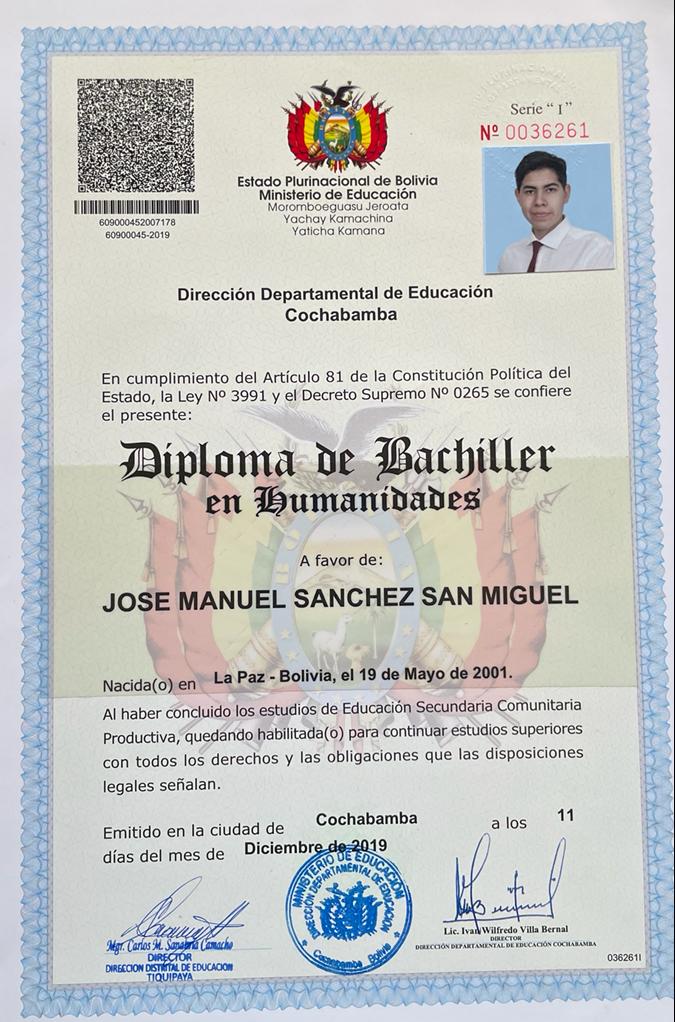 Serie “ I ”
Nº 0036261
609000452007178
60900045-2019
Estado Plurinacional de Bolivia
Ministerio de Educación
Moromboeguasu Jeroata
Yachay Kamachina
Yaticha Kamana
Dirección Departamental de Educación
Cochabamba
En cumplimiento del Artículo 81 de la Constitución Política del
Estado, la Ley Nº 3991 y el Decreto Supremo Nº 0265 se confiere
el presente:
Diploma de Bachiller
en Humanidades
A favor de:
JOSE MANUEL SANCHEZ SAN MIGUEL
Nacida(o) en La Paz - Bolivia, el 19 de Mayo de 2001.
Al haber concluido los estudios de Educación Secundaria Comunitaria
Productiva, quedando habilitada(o) para continuar estudios superiores
con todos los derechos y las obligaciones que las disposiciones
legales señalan.
Emitido en la ciudad de Cochabamba a los 11
días del mes de Diciembre de 2019
MINISTERIO DE EDUCACIÓN
DIRECCIÓN DEPARTAMENTAL DE EDUCACIÓN
Cochabamba Bolivia
Mgr. Carlos M. Sanabria Camacho
DIRECTOR
DIRECCION DISTRITAL DE EDUCACION
TIQUIPAYA
Lic. Ivan Wilfredo Villa Bernal
DIRECTOR
DIRECCIÓN DEPARTAMENTAL DE EDUCACIÓN COCHABAMBA
036261I